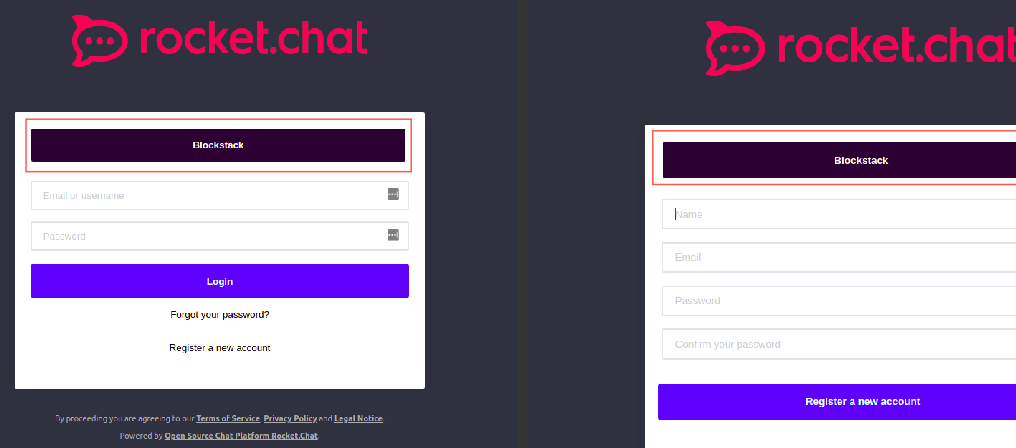 rocket.chat
Blockstack
Email or username
Password
Login
Forgot your password?
Register a new account
By proceeding you are agreeing to our Terms of Service, Privacy Policy and Legal Notice.
Powered by Open Source Chat Platform Rocket.Chat.
rocket.chat
Blockstack
Name
Email
Password
Confirm your password
Register a new account